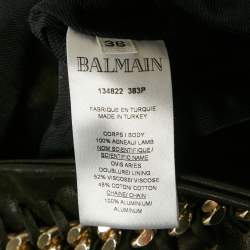 36
BALMAIN
134822 383P
FABRIQUE EN TURQUIE
MADE IN TURKEY
CORPS / BODY
100% AGNEAU/ LAMB
NOM SCIENTIFIQUE /
SCIENTIFIC NAME
OVIS ARIES
DOUBLURE/ LINING
52% VISCOSE/ VISCOSE
48% COTON/ COTTON
CHAINE/ CHAIN
100% ALUMINIUM/
ALUMINUM